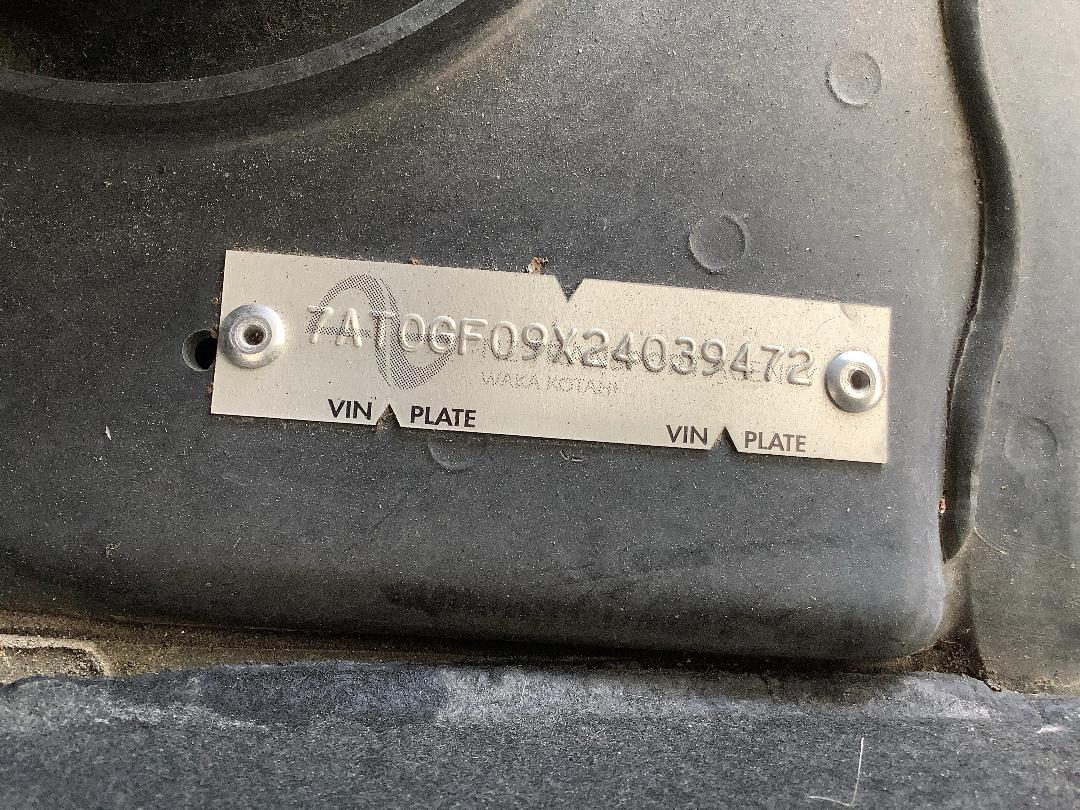 7AT0GF09X24039472
WAKA KOTAHI
VIN PLATE VIN PLATE